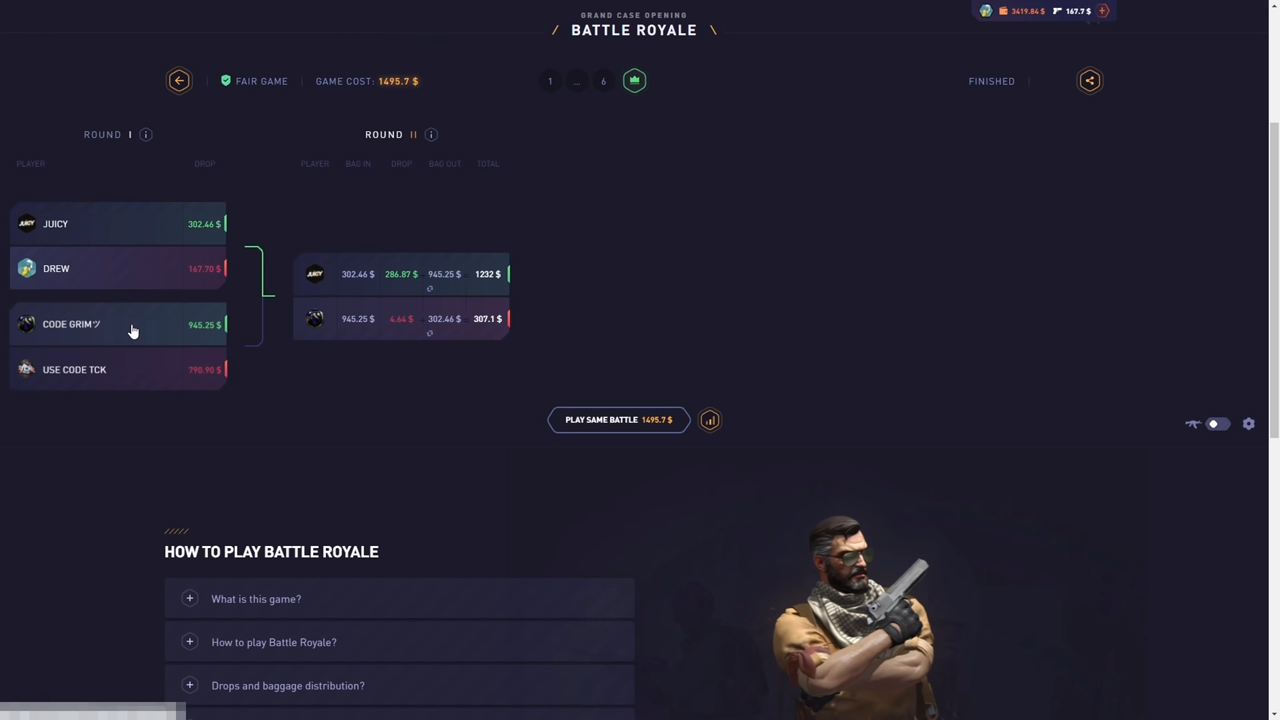 GRAND CASE OPENING
/ BATTLE ROYALE \
3419.84 $ 167.7 $ +
FAIR GAME GAME COST: 1495.7 $ 1 ... 6 FINISHED
ROUND I i ROUND II i
PLAYER DROP PLAYER BAG IN DROP BAG OUT TOTAL
JUICY 302.46 $
DREW 167.70 $
JUICY 302.46 $ 286.87 $ 945.25 $ = 1232 $
CODE GRIMツ 945.25 $
945.25 $ 4.64 $ 302.46 $ = 307.1 $
USE CODE TCK 790.90 $
PLAY SAME BATTLE 1495.7 $
HOW TO PLAY BATTLE ROYALE
+ What is this game?
+ How to play Battle Royale?
+ Drops and baggage distribution?